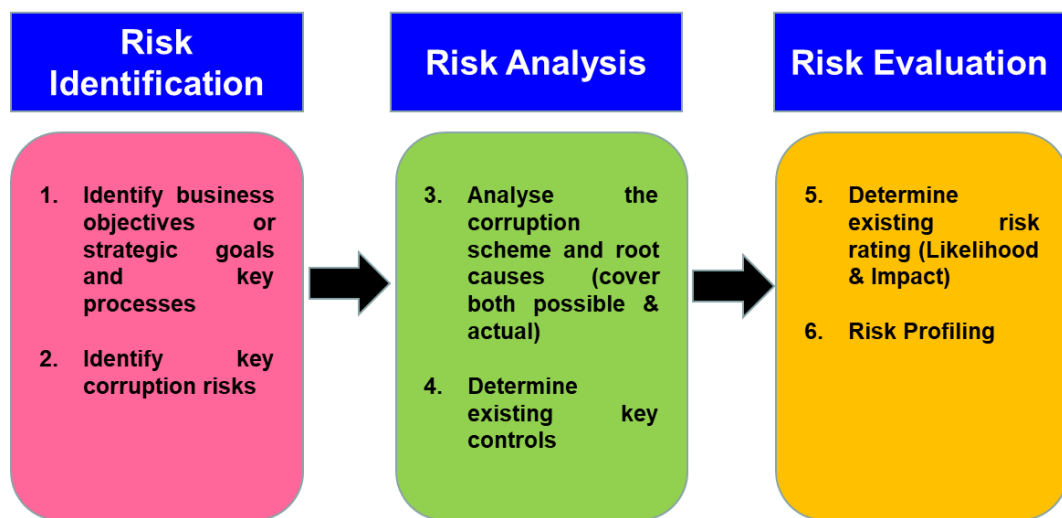 Risk
Identification
1. Identify business
objectives or
strategic goals
and key
processes
2. Identify key
corruption risks
Risk Analysis
3. Analyse the
corruption
scheme and root
causes (cover
both possible &
actual)
4. Determine
existing key
controls
Risk Evaluation
5. Determine
existing risk
rating (Likelihood
& Impact)
6. Risk Profiling